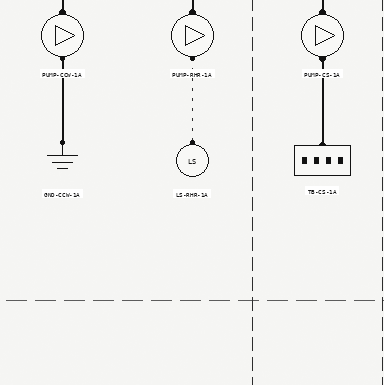 PUMP-CCW-1A
PUMP-RHR-1A
PUMP-CS-1A
LS
GND-CCW-1A
LS-RHR-1A
TB-CS-1A